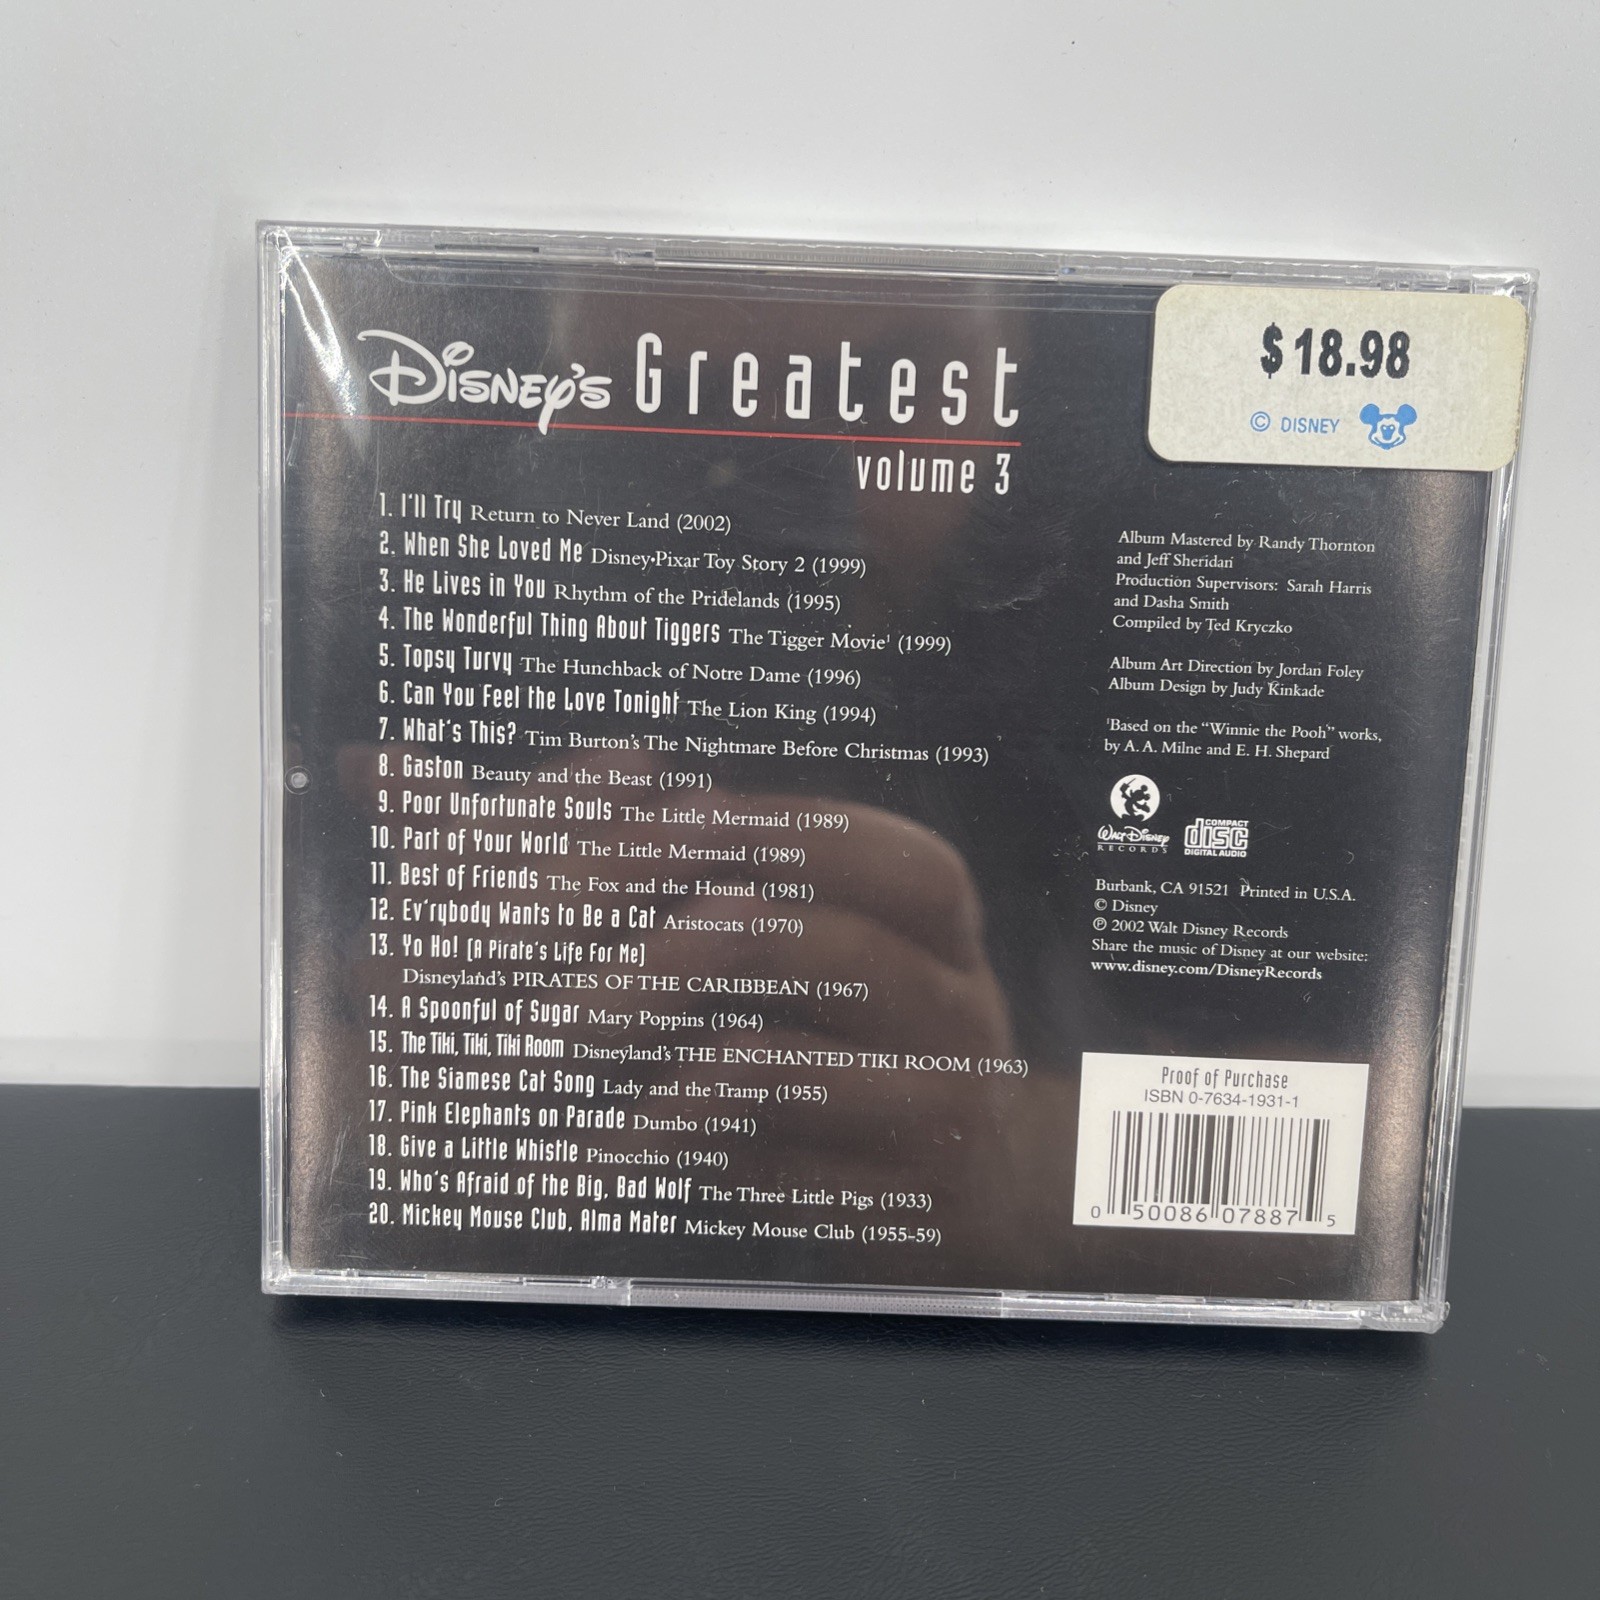 Disney's Greatest
volume 3
$18.98
© DISNEY
1. I'll Try Return to Never Land (2002)
2. When She Loved Me Disney•Pixar Toy Story 2 (1999)
3. He Lives in You Rhythm of the Pridelands (1995)
4. The Wonderful Thing About Tiggers The Tigger Movie¹ (1999)
5. Topsy Turvy The Hunchback of Notre Dame (1996)
6. Can You Feel the Love Tonight The Lion King (1994)
7. What's This? Tim Burton's The Nightmare Before Christmas (1993)
8. Gaston Beauty and the Beast (1991)
9. Poor Unfortunate Souls The Little Mermaid (1989)
10. Part of Your World The Little Mermaid (1989)
11. Best of Friends The Fox and the Hound (1981)
12. Ev'rybody Wants to Be a Cat Aristocats (1970)
13. Yo Ho! (A Pirate's Life For Me)
Disneyland's PIRATES OF THE CARIBBEAN (1967)
14. A Spoonful of Sugar Mary Poppins (1964)
15. The Tiki, Tiki, Tiki Room Disneyland's THE ENCHANTED TIKI ROOM (1963)
16. The Siamese Cat Song Lady and the Tramp (1955)
17. Pink Elephants on Parade Dumbo (1941)
18. Give a Little Whistle Pinocchio (1940)
19. Who's Afraid of the Big, Bad Wolf The Three Little Pigs (1933)
20. Mickey Mouse Club, Alma Mater Mickey Mouse Club (1955-59)
Album Mastered by Randy Thornton
and Jeff Sheridan
Production Supervisors: Sarah Harris
and Dasha Smith
Compiled by Ted Kryczko
Album Art Direction by Jordan Foley
Album Design by Judy Kinkade
¹Based on the "Winnie the Pooh" works,
by A. A. Milne and E. H. Shepard
Walt Disney
RECORDS
COMPACT
disc
DIGITAL AUDIO
Burbank, CA 91521 Printed in U.S.A.
© Disney
℗ 2002 Walt Disney Records
Share the music of Disney at our website:
www.disney.com/DisneyRecords
Proof of Purchase
ISBN 0-7634-1931-1
0 50086 07887 5